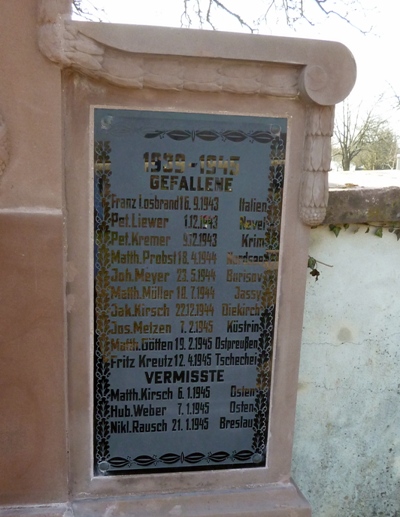 1939 - 1945
GEFALLENE
Franz Losbrand 16. 9. 1943 Italien
Pet. Liewer 1. 12. 1943 Nevel
Pet. Kremer 9. 12. 1943 Krim
Matth. Probst 18. 4. 1944
Joh. Meyer 23. 5. 1944 Borisov
Matth. Müller 18. 7. 1944 Jassy
Jak. Kirsch 22. 12. 1944 Diekirch
Jos. Metzen 7. 2. 1945 Küstrin
Matth. Götten 19. 2. 1945 Ostpreußen
Fritz Kreutz 12. 4. 1945 Tschechei
VERMISSTE
Matth. Kirsch 6. 1. 1945 Osten
Hub. Weber 7. 1. 1945 Osten
Nikl. Rausch 21. 1. 1945 Breslau